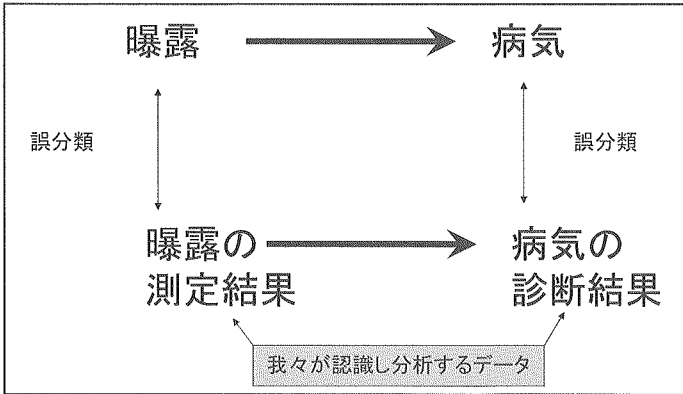 曝露
病気
誤分類
誤分類
曝露の
測定結果
病気の
診断結果
我々が認識し分析するデータ